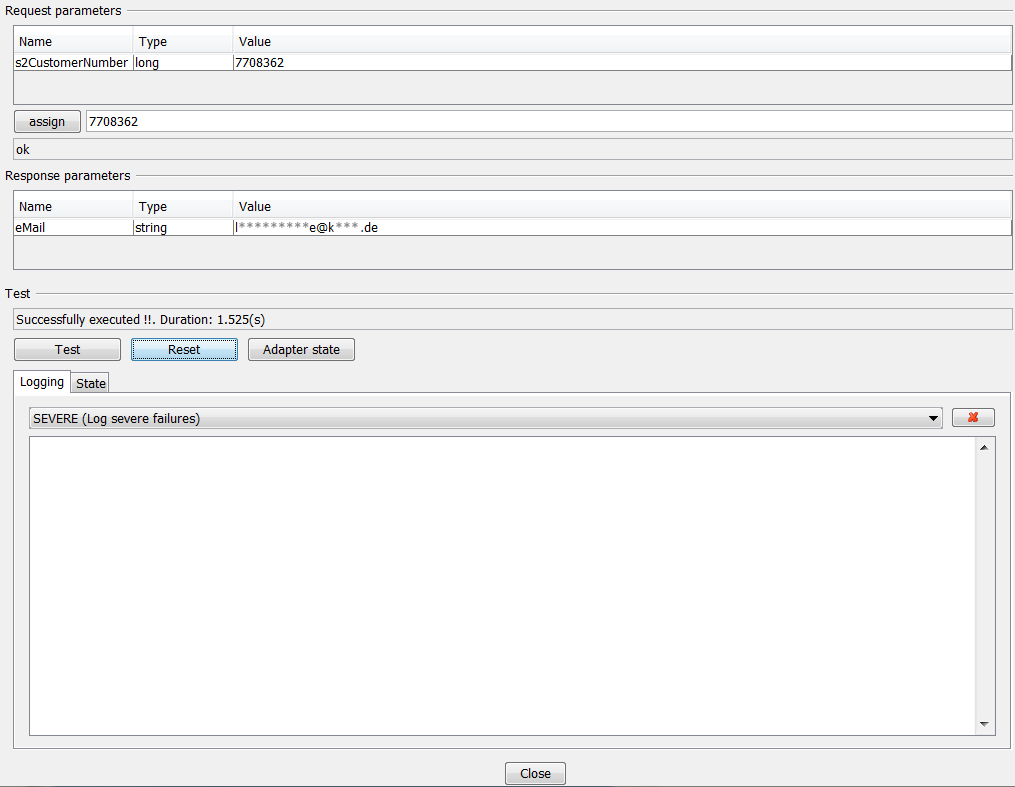 Request parameters
Name Type Value
s2CustomerNumber long 7708362
assign 7708362
ok
Response parameters
Name Type Value
eMail string l*********e@k***.de
Test
Successfully executed !!. Duration: 1.525(s)
Test Reset Adapter state
Logging State
SEVERE (Log severe failures)
Close